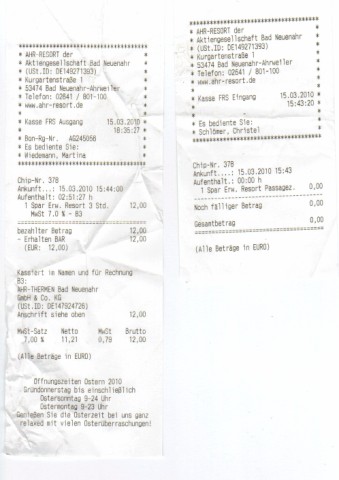 * AHR-RESORT der *
* Aktiengesellschaft Bad Neuenahr *
* (USt.ID: DE149271393) *
* Kurgartenstraße 1 *
* 53474 Bad Neuenahr-Ahrweiler *
* Telefon: 02641 / 801-100 *
* www.ahr-resort.de *
* Kasse FRS Ausgang 15.03.2010 *
* 18:35:27 *
* Bon-Rg-Nr. AG245056 *
* Es bediente Sie: *
* Wiedemann, Martina *
Chip-Nr. 378
Ankunft..: 15.03.2010 15:44:00
Aufenthalt: 02:51:27 h
1 Spar Erw. Resort 3 Std. 12,00
MwSt 7.0 % - B3
bezahlter Betrag 12,00
- Erhalten BAR 12,00
(EUR: 12,00)
Kassiert im Namen und für Rechnung
B3:
AHR-THERMEN Bad Neuenahr
GmbH & Co. KG
(USt.ID: DE147924726)
Anschrift siehe oben 12,00
MwSt-Satz Netto MwSt Brutto
7,00 % 11,21 0,79 12,00
(Alle Beträge in EURO)
Öffnungszeiten Ostern 2010
Gründonnerstag bis einschließlich
Ostersonntag 9-24 Uhr
Ostermontag 9-23 Uhr
Genießen Sie die Osterzeit bei uns ganz
relaxed mit vielen Osterüberraschungen!
* AHR-RESORT der *
* Aktiengesellschaft Bad Neuenahr *
* (USt.ID: DE149271393) *
* Kurgartenstraße 1 *
* 53474 Bad Neuenahr-Ahrweiler *
* Telefon: 02641 / 801-100 *
* www.ahr-resort.de *
* Kasse FRS Eingang 15.03.2010 *
* 15:43:20 *
* Es bediente Sie: *
* Schlömer, Christel *
Chip-Nr. 378
Ankunft...: 15.03.2010 15:43
Aufenthalt.: 00:00 h
1 Spar Erw. Resort Passagez. 0,00
Noch fälliger Betrag 0,00
Gesamtbetrag 0,00
(Alle Beträge in EURO)